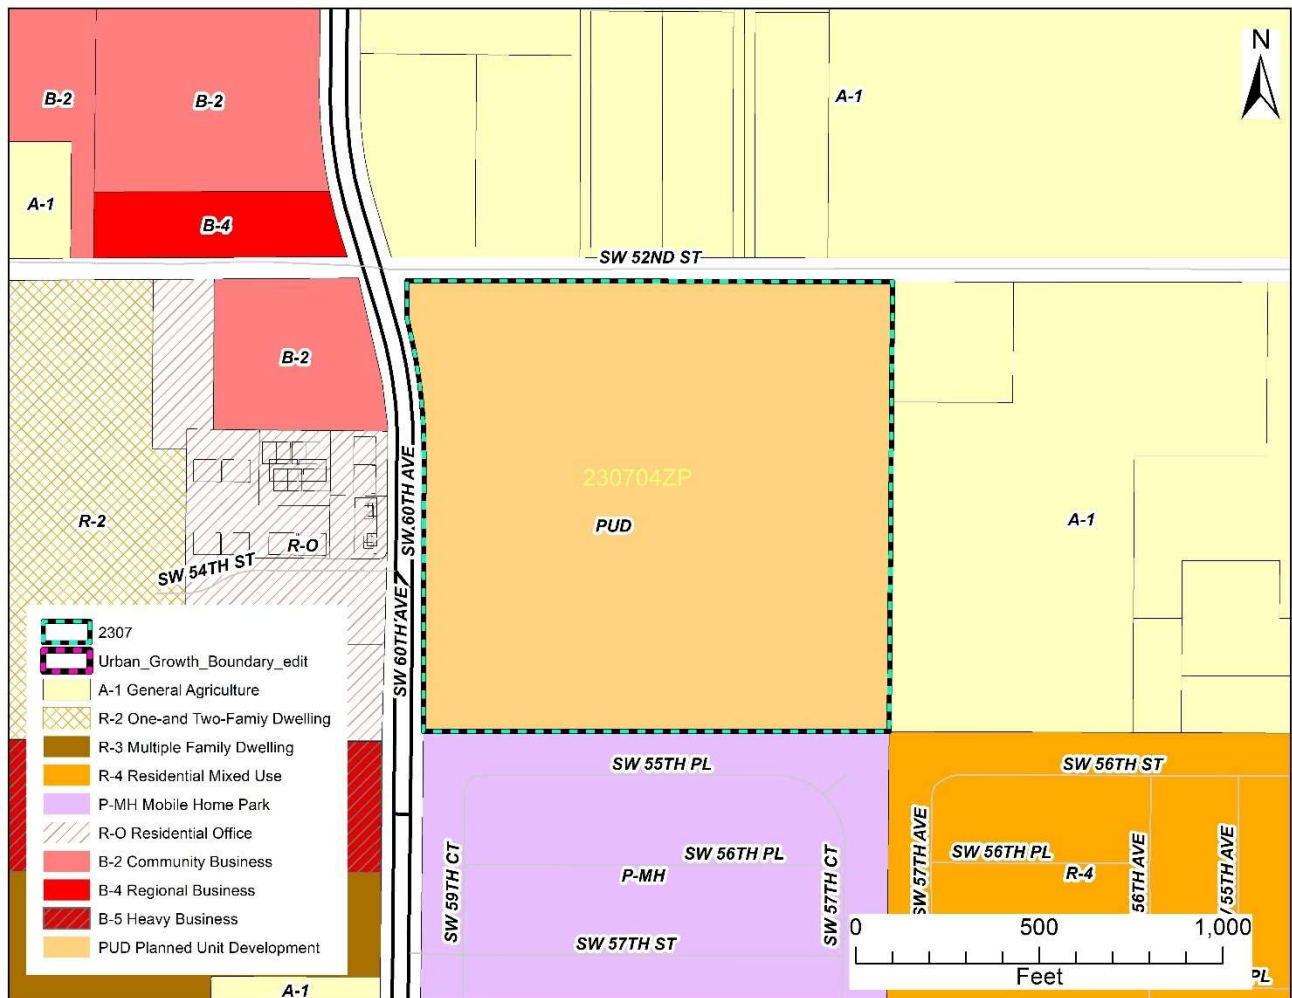 N
B-2
B-2
A-1
A-1
B-4
SW 52ND ST
B-2
SW 60TH AVE
230704ZP
R-2
PUD
A-1
R-O
SW 54TH ST
SW 60TH AVE
2307
Urban_Growth_Boundary_edit
A-1 General Agriculture
R-2 One-and Two-Famiy Dwelling
R-3 Multiple Family Dwelling
R-4 Residential Mixed Use
P-MH Mobile Home Park
R-O Residential Office
B-2 Community Business
B-4 Regional Business
B-5 Heavy Business
PUD Planned Unit Development
SW 55TH PL
SW 56TH ST
SW 59TH CT
SW 56TH PL
P-MH
SW 57TH CT
SW 57TH AVE
SW 56TH PL
R-4
56TH AVE
55TH AVE
SW 57TH ST
0 500 1,000
Feet
PL
A-1